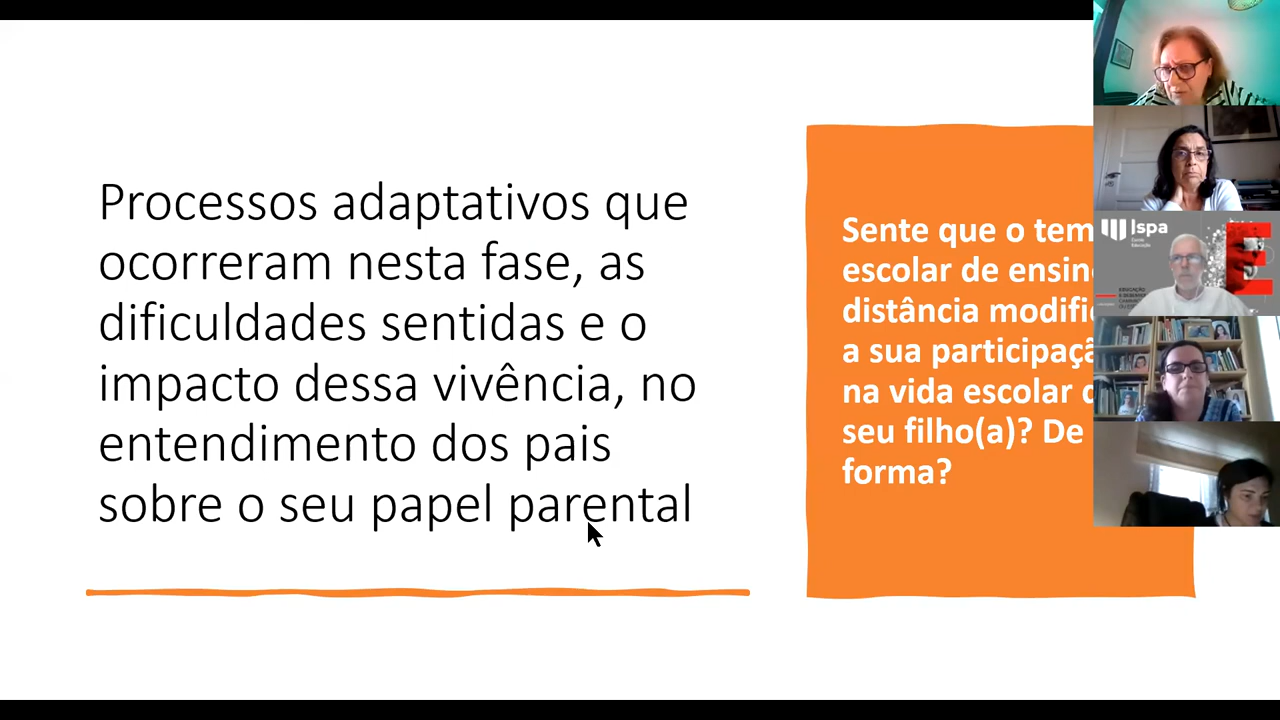 Processos adaptativos que
ocorreram nesta fase, as
dificuldades sentidas e o
impacto dessa vivência, no
entendimento dos pais
sobre o seu papel parental
Sente que o tem
escolar de ensin
distância modifi
a sua participaçã
na vida escolar d
seu filho(a)? De
forma?
Ispa